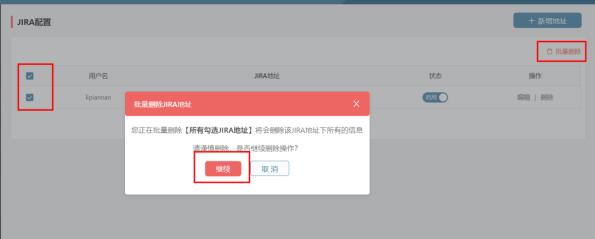 JIRA配置
+ 新增地址
批量删除
用户名 JIRA地址 状态 操作
liqiannan 启用 编辑 | 删除
批量删除JIRA地址 X
您正在批量删除【所有勾选JIRA地址】将会删除该JIRA地址下所有的信息
请谨慎删除，是否继续删除操作?
继续 取 消